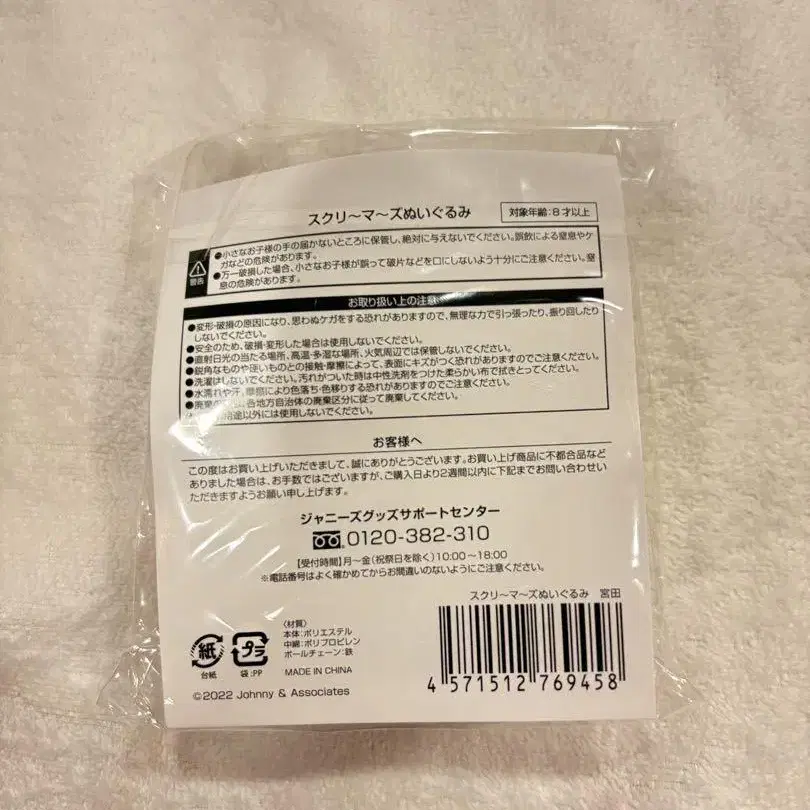 スクリ～マ～ズぬいぐるみ
対象年齢:8才以上
警告
●小さなお子様の手の届かないところに保管し、絶対に与えないでください。誤飲による窒息やケ
ガなどの危険があります。
●万一破損した場合、小さなお子様が誤って破片などを口にしないよう十分にご注意ください。窒
息の危険があります。
お取り扱い上の注意
●変形・破損の原因になり、思わぬケガをする恐れがありますので、無理な力で引っ張ったり、振り回したり
しないでください。
●安全のため、破損・変形した場合は使用しないでください。
●直射日光の当たる場所、高温・多湿な場所、火気周辺では保管しないでください。
●鋭角なものや硬いものとの接触・摩擦によって、表面にキズがつく恐れがありますのでご注意ください。
●洗濯はしないでください。汚れがついた時は中性洗剤をつけた柔らかい布で拭きとってください。
●水濡れや汗、摩擦により色落ち・色移りする恐れがありますのでご注意ください。
●廃棄の 各地方自治体の廃棄区分に従って廃棄してください。
用途以外には使用しないでください。
お客様へ
この度はお買い上げいただきまして、誠にありがとうございます。お買い上げ商品に不都合品など
ありました場合は、お手数ではございますが、ご購入日より2週間以内に下記までお問い合わせい
ただきますようお願い申し上げます。
ジャニーズグッズサポートセンター
0120-382-310
【受付時間】月～金(祝祭日を除く)10:00～18:00
※電話番号はよく確かめてからお間違いのないようにご注意ください。
スクリ～マ～ズぬいぐるみ 宮田
〈材質〉
本体:ポリエステル
中綿:ポリプロピレン
ボールチェーン:鉄
紙
台紙
プラ
袋:PP
MADE IN CHINA
©2022 Johnny & Associates
4 571512 769458